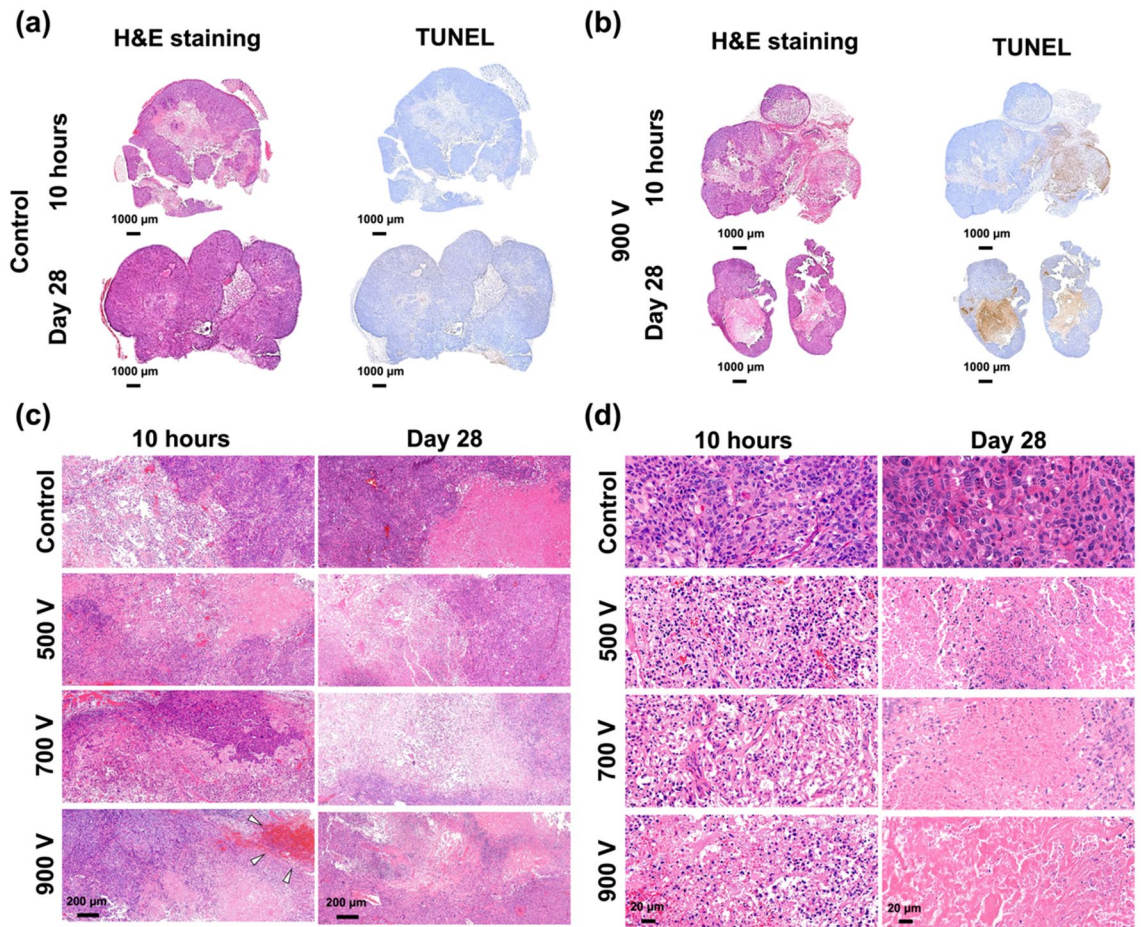 (a)
H&E staining
TUNEL
Control
10 hours
1000 µm
1000 µm
Day 28
1000 µm
1000 µm
(b)
H&E staining
TUNEL
900 V
10 hours
1000 µm
1000 µm
Day 28
1000 µm
1000 µm
(c)
10 hours
Day 28
Control
500 V
700 V
900 V
200 µm
200 µm
(d)
10 hours
Day 28
Control
500 V
700 V
900 V
20 µm
20 µm